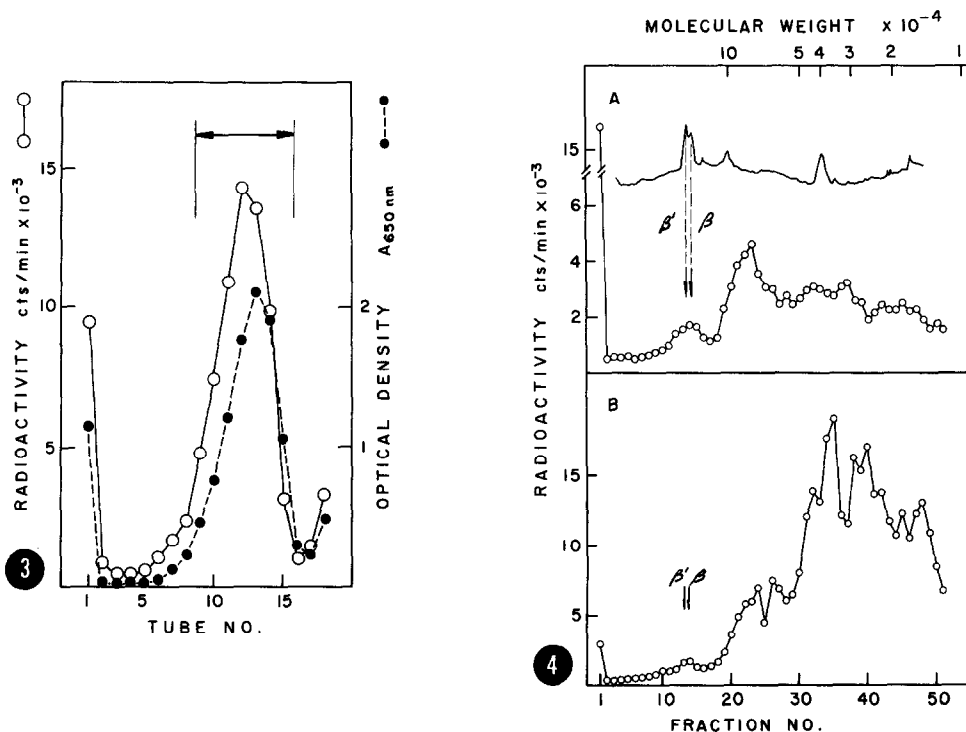 RADIOACTIVITY cts/min x10⁻³
15
10
5
OPTICAL DENSITY A650nm
2
1
1 5 10 15
TUBE NO.
3
MOLECULAR WEIGHT x 10⁻⁴
10 5 4 3 2 1
A
15
6
4
2
β' β
RADIOACTIVITY cts/min x10⁻³
B
15
10
5
β' β
1 10 20 30 40 50
FRACTION NO.
4